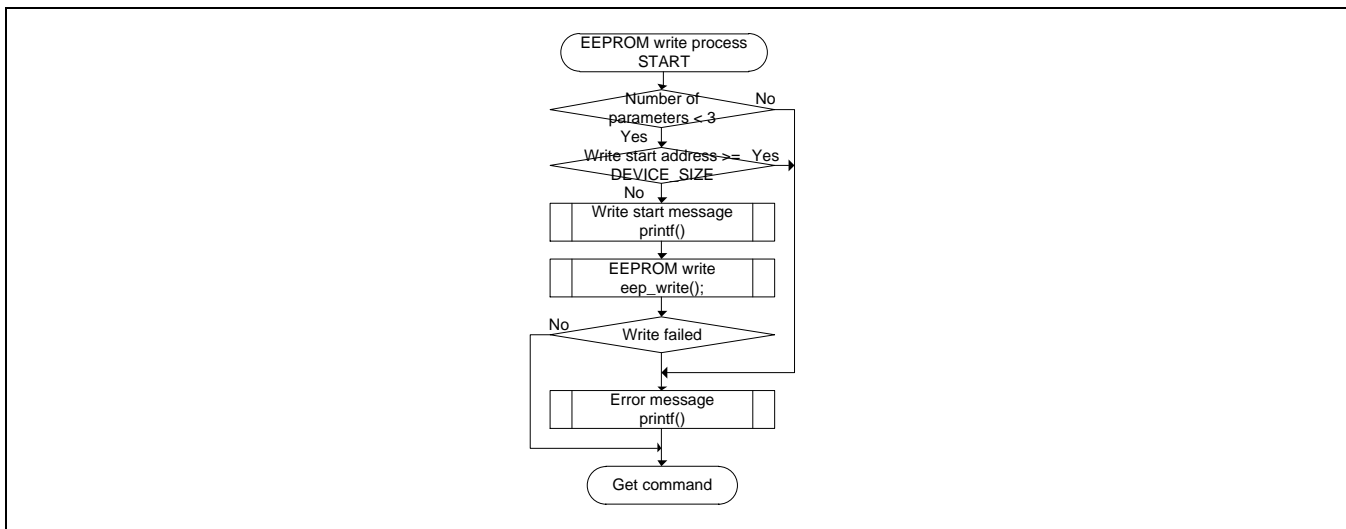 EEPROM write process
START
Number of
parameters < 3
No
Yes
Write start address >=
DEVICE_SIZE
Yes
No
Write start message
printf()
EEPROM write
eep_write();
No
Write failed
Error message
printf()
Get command